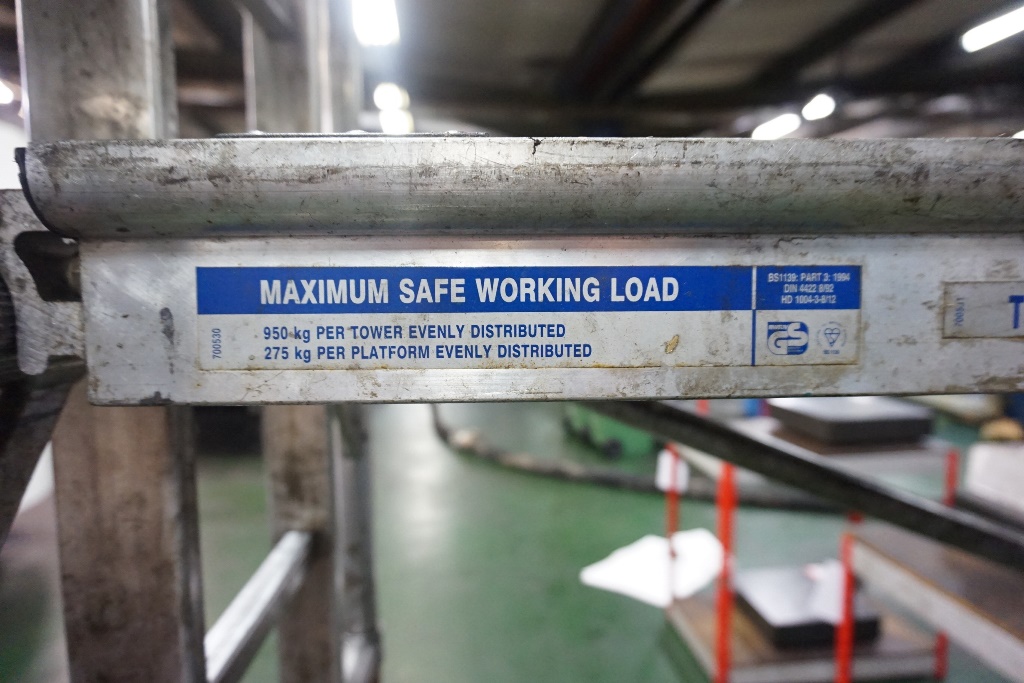 MAXIMUM SAFE WORKING LOAD
BS1139: PART 3: 1994
DIN 4422 8/92
HD 1004-3-8/12
700530
950 kg PER TOWER EVENLY DISTRIBUTED
275 kg PER PLATFORM EVENLY DISTRIBUTED
GS
T